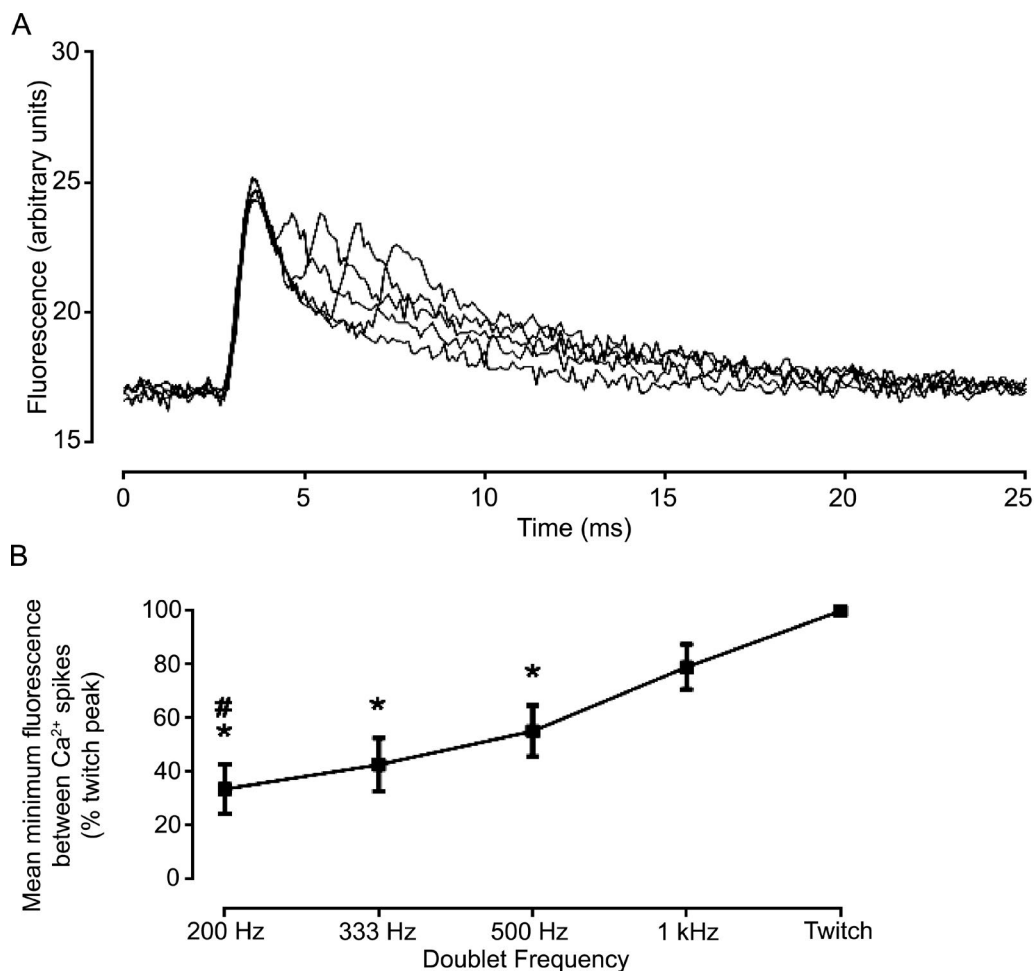 A
30
25
20
15
Fluorescence (arbitrary units)
0 5 10 15 20 25
Time (ms)
B
100
80
60
40
20
0
Mean minimum fluorescence
between Ca²⁺ spikes
(% twitch peak)
#
* * *
200 Hz 333 Hz 500 Hz 1 kHz Twitch
Doublet Frequency